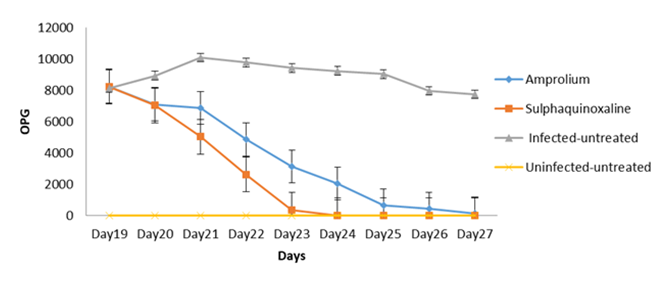 12000
10000
8000
6000
4000
2000
0
OPG
Day19 Day20 Day21 Day22 Day23 Day24 Day25 Day26 Day27
Days
Amprolium
Sulphaquinoxaline
Infected-untreated
Uninfected-untreated